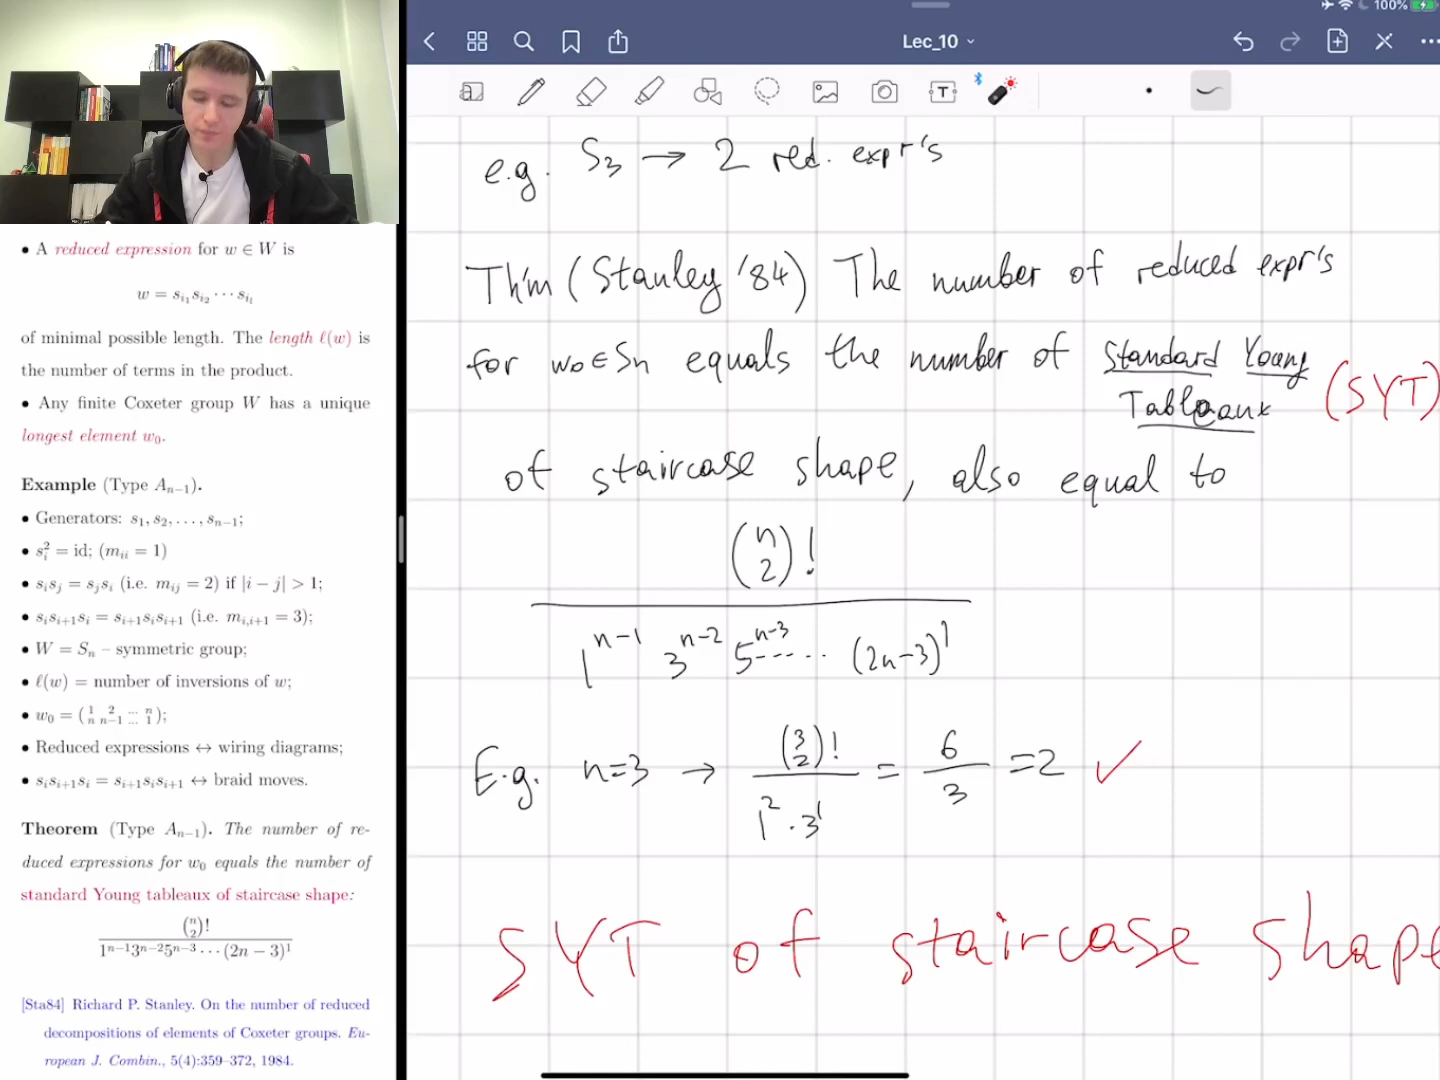 100%
Lec_10
• A reduced expression for w ∈ W is
w = s_{i_1} s_{i_2} ··· s_{i_l}
of minimal possible length. The length ℓ(w) is
the number of terms in the product.
• Any finite Coxeter group W has a unique
longest element w_0.
Example (Type A_{n−1}).
• Generators: s_1, s_2, . . . , s_{n−1};
• s_i^2 = id; (m_{ii} = 1)
• s_i s_j = s_j s_i (i.e. m_{ij} = 2) if |i − j| > 1;
• s_i s_{i+1} s_i = s_{i+1} s_i s_{i+1} (i.e. m_{i,i+1} = 3);
• W = S_n – symmetric group;
• ℓ(w) = number of inversions of w;
• w_0 = (1 2 ... n / n n−1 ... 1);
• Reduced expressions ↔ wiring diagrams;
• s_i s_{i+1} s_i = s_{i+1} s_i s_{i+1} ↔ braid moves.
Theorem (Type A_{n−1}). The number of re-
duced expressions for w_0 equals the number of
standard Young tableaux of staircase shape:
(n 2)!
1^{n−1}3^{n−2}5^{n−3} . . . (2n − 3)^1
[Sta84] Richard P. Stanley. On the number of reduced
decompositions of elements of Coxeter groups. Eu-
ropean J. Combin., 5(4):359–372, 1984.
e.g. S_3 → 2 red. expr's
Th'm (Stanley '84) The number of reduced expr's
for w_0 ∈ S_n equals the number of Standard Young
Tableaux (SYT)
of staircase shape, also equal to
(n 2)!
1^{n-1} 3^{n-2} 5^{n-3} ..... (2n-3)^1
E.g. n=3 → (3 2)! / 1^2 · 3^1 = 6 / 3 = 2 ✓
SYT of staircase shape